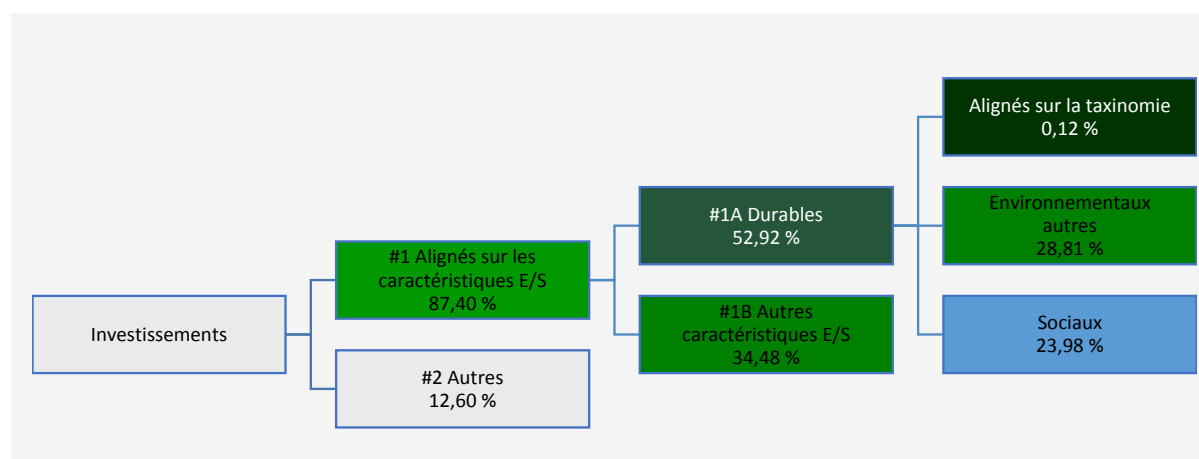 Investissements
#1 Alignés sur les
caractéristiques E/S
87,40 %
#2 Autres
12,60 %
#1A Durables
52,92 %
#1B Autres
caractéristiques E/S
34,48 %
Alignés sur la taxinomie
0,12 %
Environnementaux
autres
28,81 %
Sociaux
23,98 %